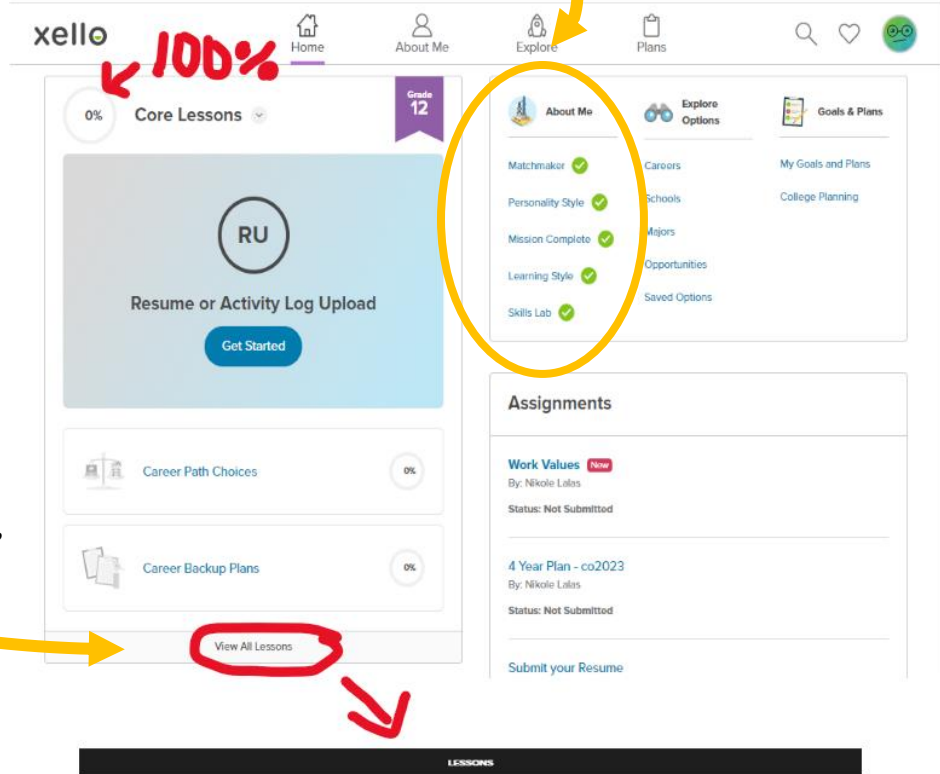 xello
100%
Home
About Me
Explore
Plans
0%
Core Lessons
Grade
12
RU
Resume or Activity Log Upload
Get Started
Career Path Choices
0%
Career Backup Plans
0%
View All Lessons
About Me
Matchmaker
Personality Style
Mission Complete
Learning Style
Skills Lab
Explore
Options
Careers
Schools
Majors
Opportunities
Saved Options
Goals & Plans
My Goals and Plans
College Planning
Assignments
Work Values New
By: Nikole Lalas
Status: Not Submitted
4 Year Plan - co2023
By: Nikole Lalas
Status: Not Submitted
Submit your Resume
LESSONS